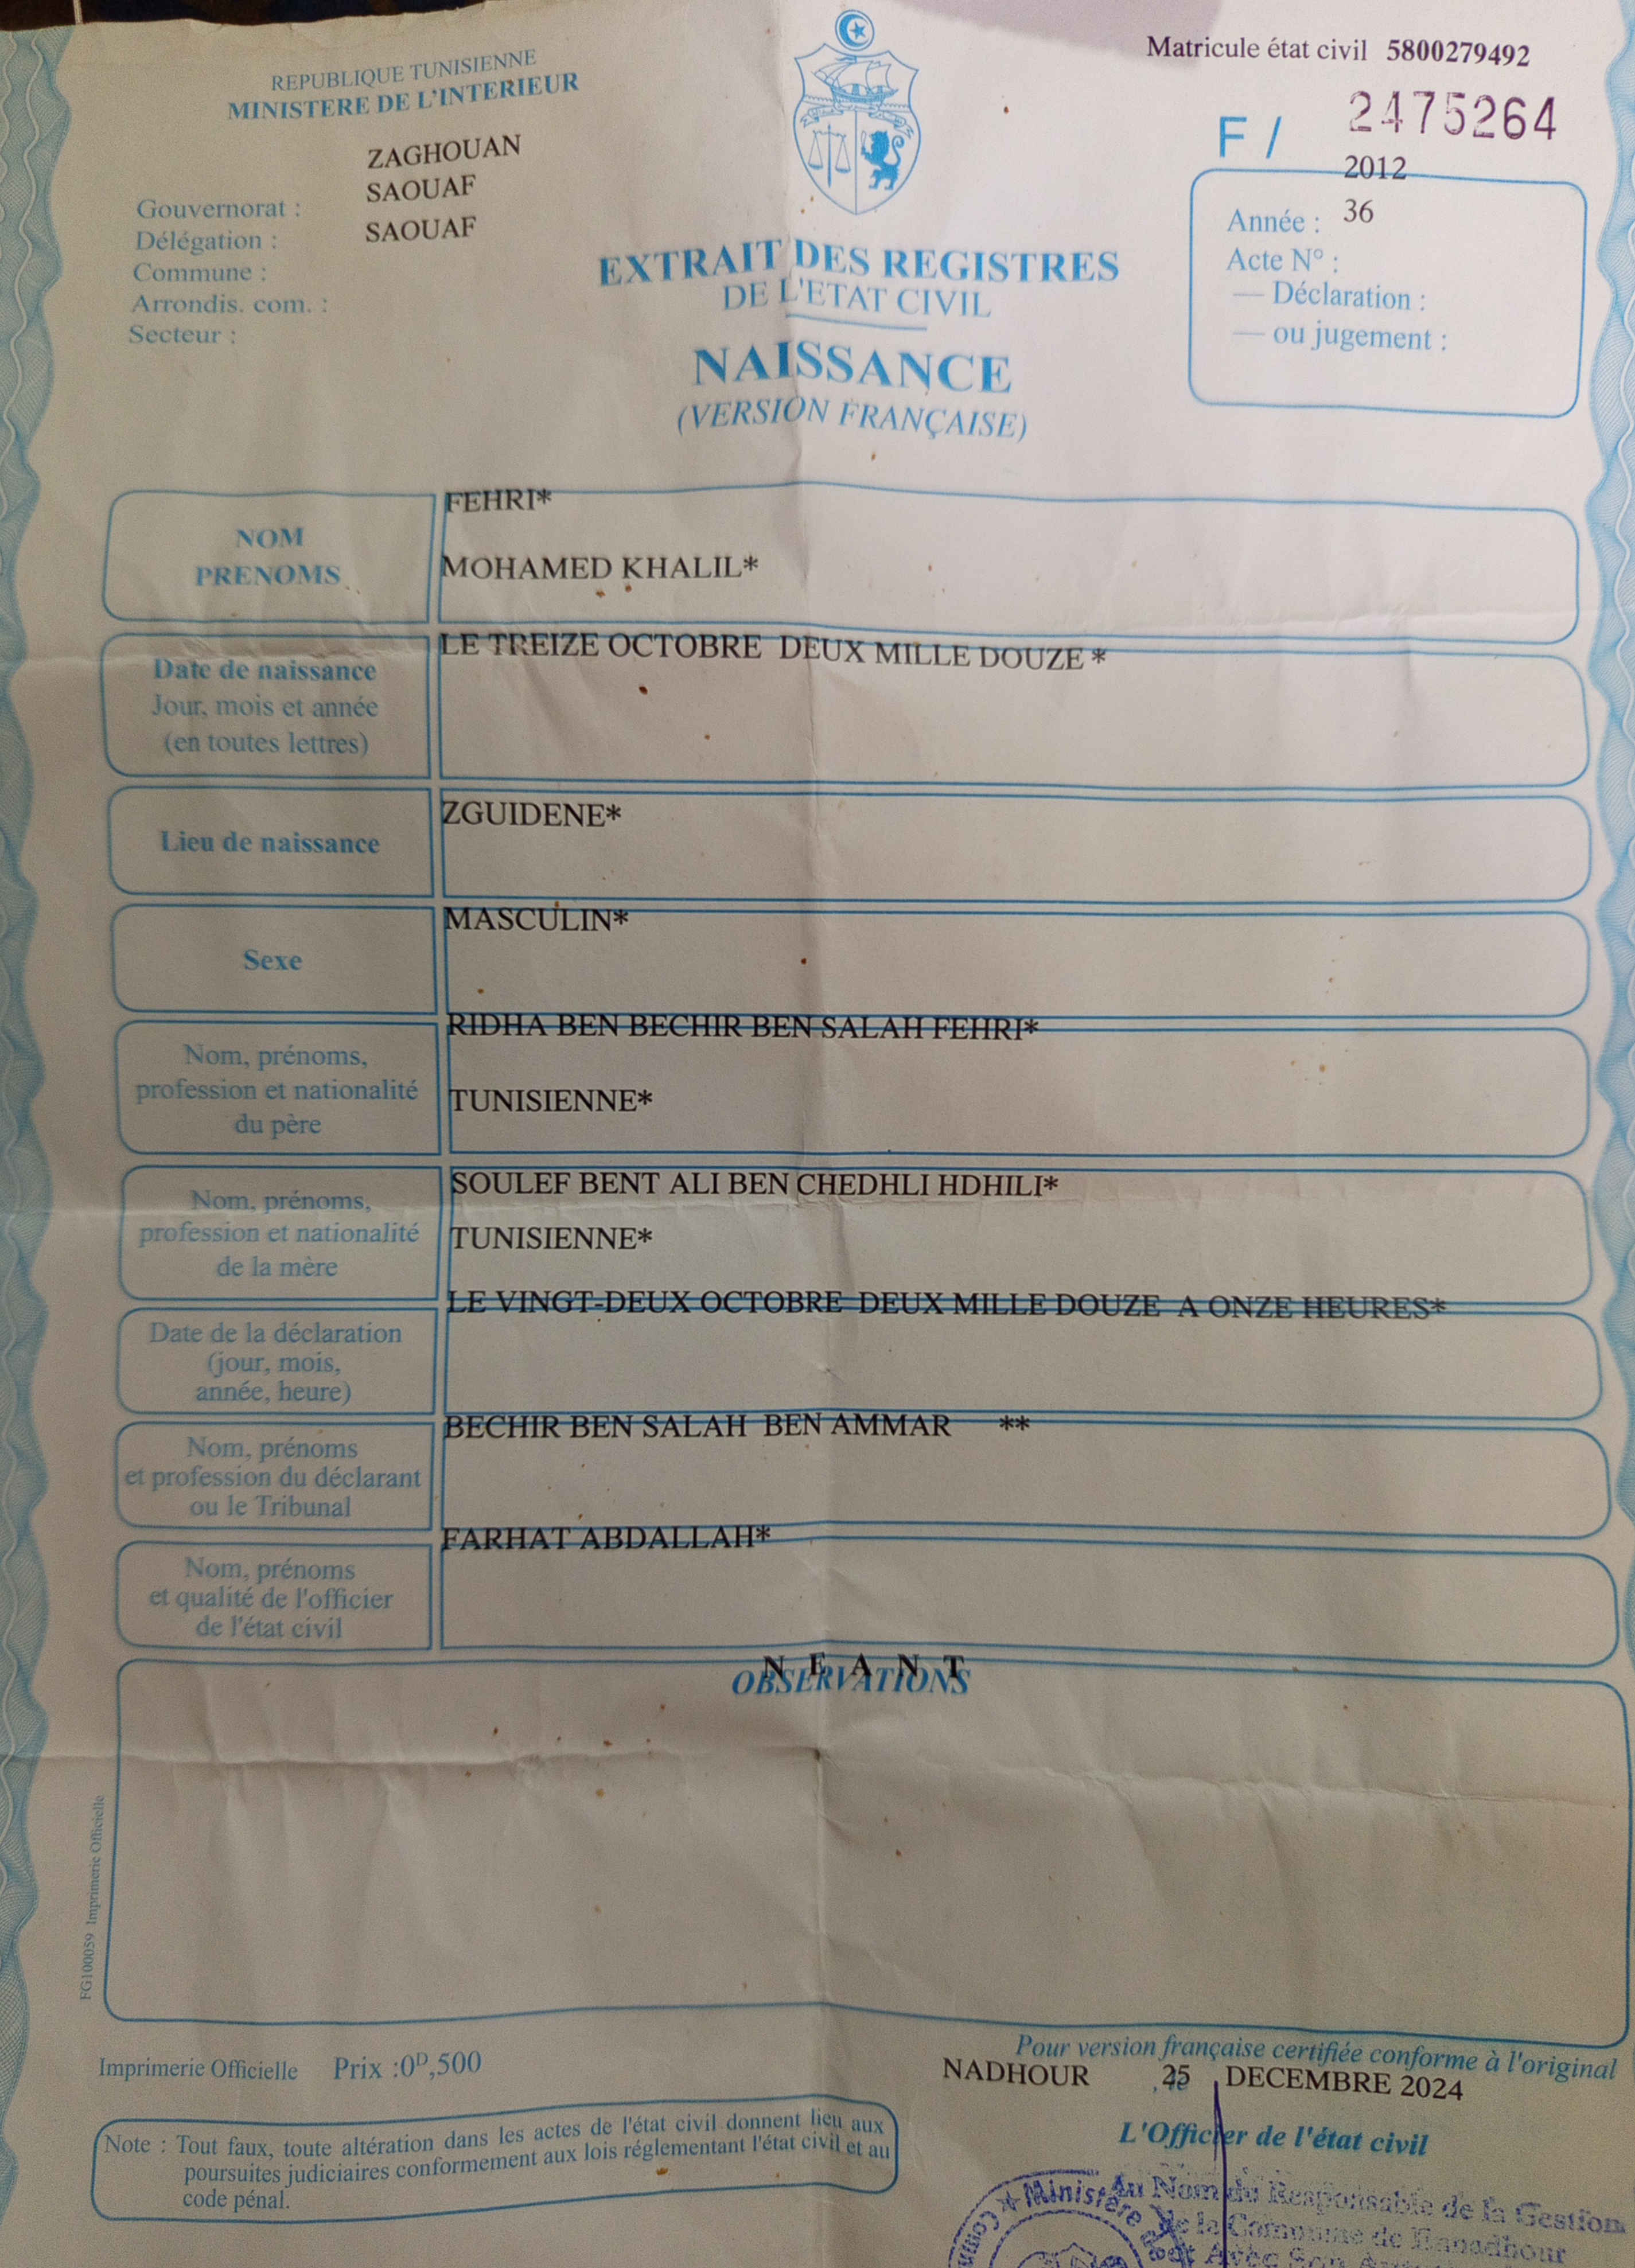 REPUBLIQUE TUNISIENNE
MINISTERE DE L'INTERIEUR
Matricule état civil 5800279492
F / 2475264
ZAGHOUAN
SAOUAF
SAOUAF
Gouvernorat :
Délégation :
Commune :
Arrondis. com. :
Secteur :
EXTRAIT DES REGISTRES
DE L'ETAT CIVIL
NAISSANCE
(VERSION FRANÇAISE)
2012
Année : 36
Acte N° :
— Déclaration :
— ou jugement :
NOM
PRENOMS
FEHRI*
MOHAMED KHALIL*
Date de naissance
Jour, mois et année
(en toutes lettres)
LE TREIZE OCTOBRE DEUX MILLE DOUZE *
Lieu de naissance
ZGUIDENE*
Sexe
MASCULIN*
Nom, prénoms,
profession et nationalité
du père
RIDHA BEN BECHIR BEN SALAH FEHRI*
TUNISIENNE*
Nom, prénoms,
profession et nationalité
de la mère
SOULEF BENT ALI BEN CHEDHLI HDHILI*
TUNISIENNE*
Date de la déclaration
(jour, mois,
année, heure)
LE VINGT-DEUX OCTOBRE DEUX MILLE DOUZE A ONZE HEURES*
Nom, prénoms
et profession du déclarant
ou le Tribunal
BECHIR BEN SALAH BEN AMMAR **
Nom, prénoms
et qualité de l'officier
de l'état civil
FARHAT ABDALLAH*
N E A N T
OBSERVATIONS
FG100059 Imprimerie Officielle
Imprimerie Officielle Prix :0ᴰ,500
Note : Tout faux, toute altération dans les actes de l'état civil donnent lieu aux
poursuites judiciaires conformement aux lois réglementant l'état civil et au
code pénal.
Pour version française certifiée conforme à l'original
NADHOUR , le 25 DECEMBRE 2024
L'Officier de l'état civil
Ministère
Au Nom du Responsable de la Gestion
de la Commune de Ennadhour